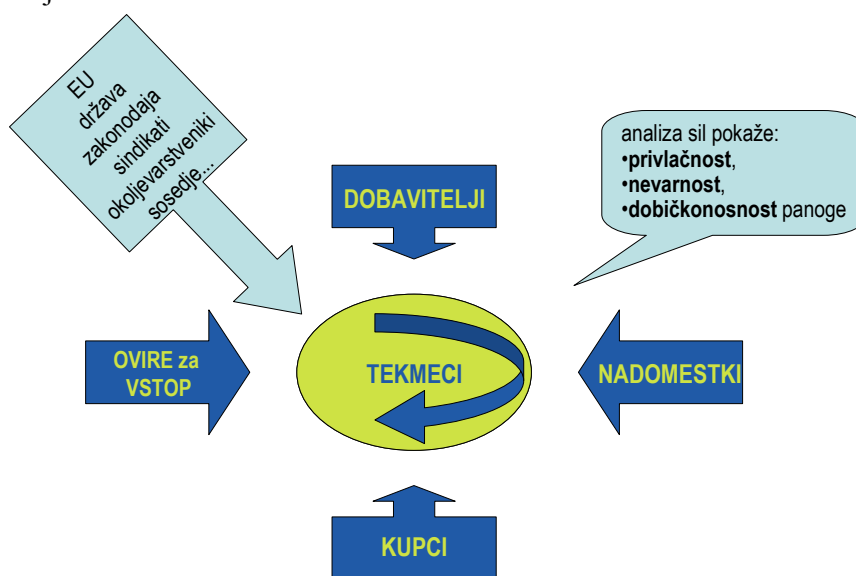 EU
država
zakonodaja
sindikati
okoljevarstveniki
sosedje...
analiza sil pokaže:
•privlačnost,
•nevarnost,
•dobičkonosnost panoge
DOBAVITELJI
OVIRE za
VSTOP
TEKMECI
NADOMESTKI
KUPCI